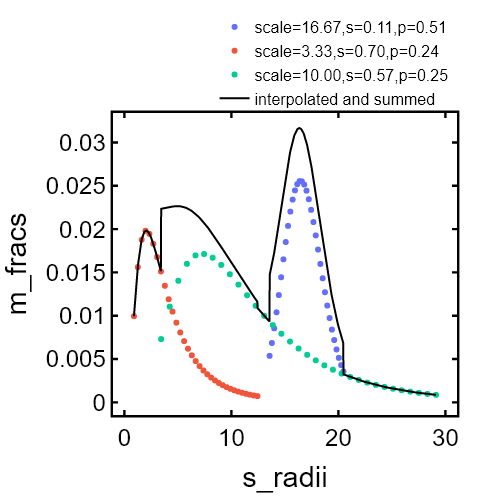 scale=16.67,s=0.11,p=0.51
scale=3.33,s=0.70,p=0.24
scale=10.00,s=0.57,p=0.25
interpolated and summed
0.03
0.025
0.02
0.015
0.01
0.005
0
m_fracs
0 10 20 30
s_radii